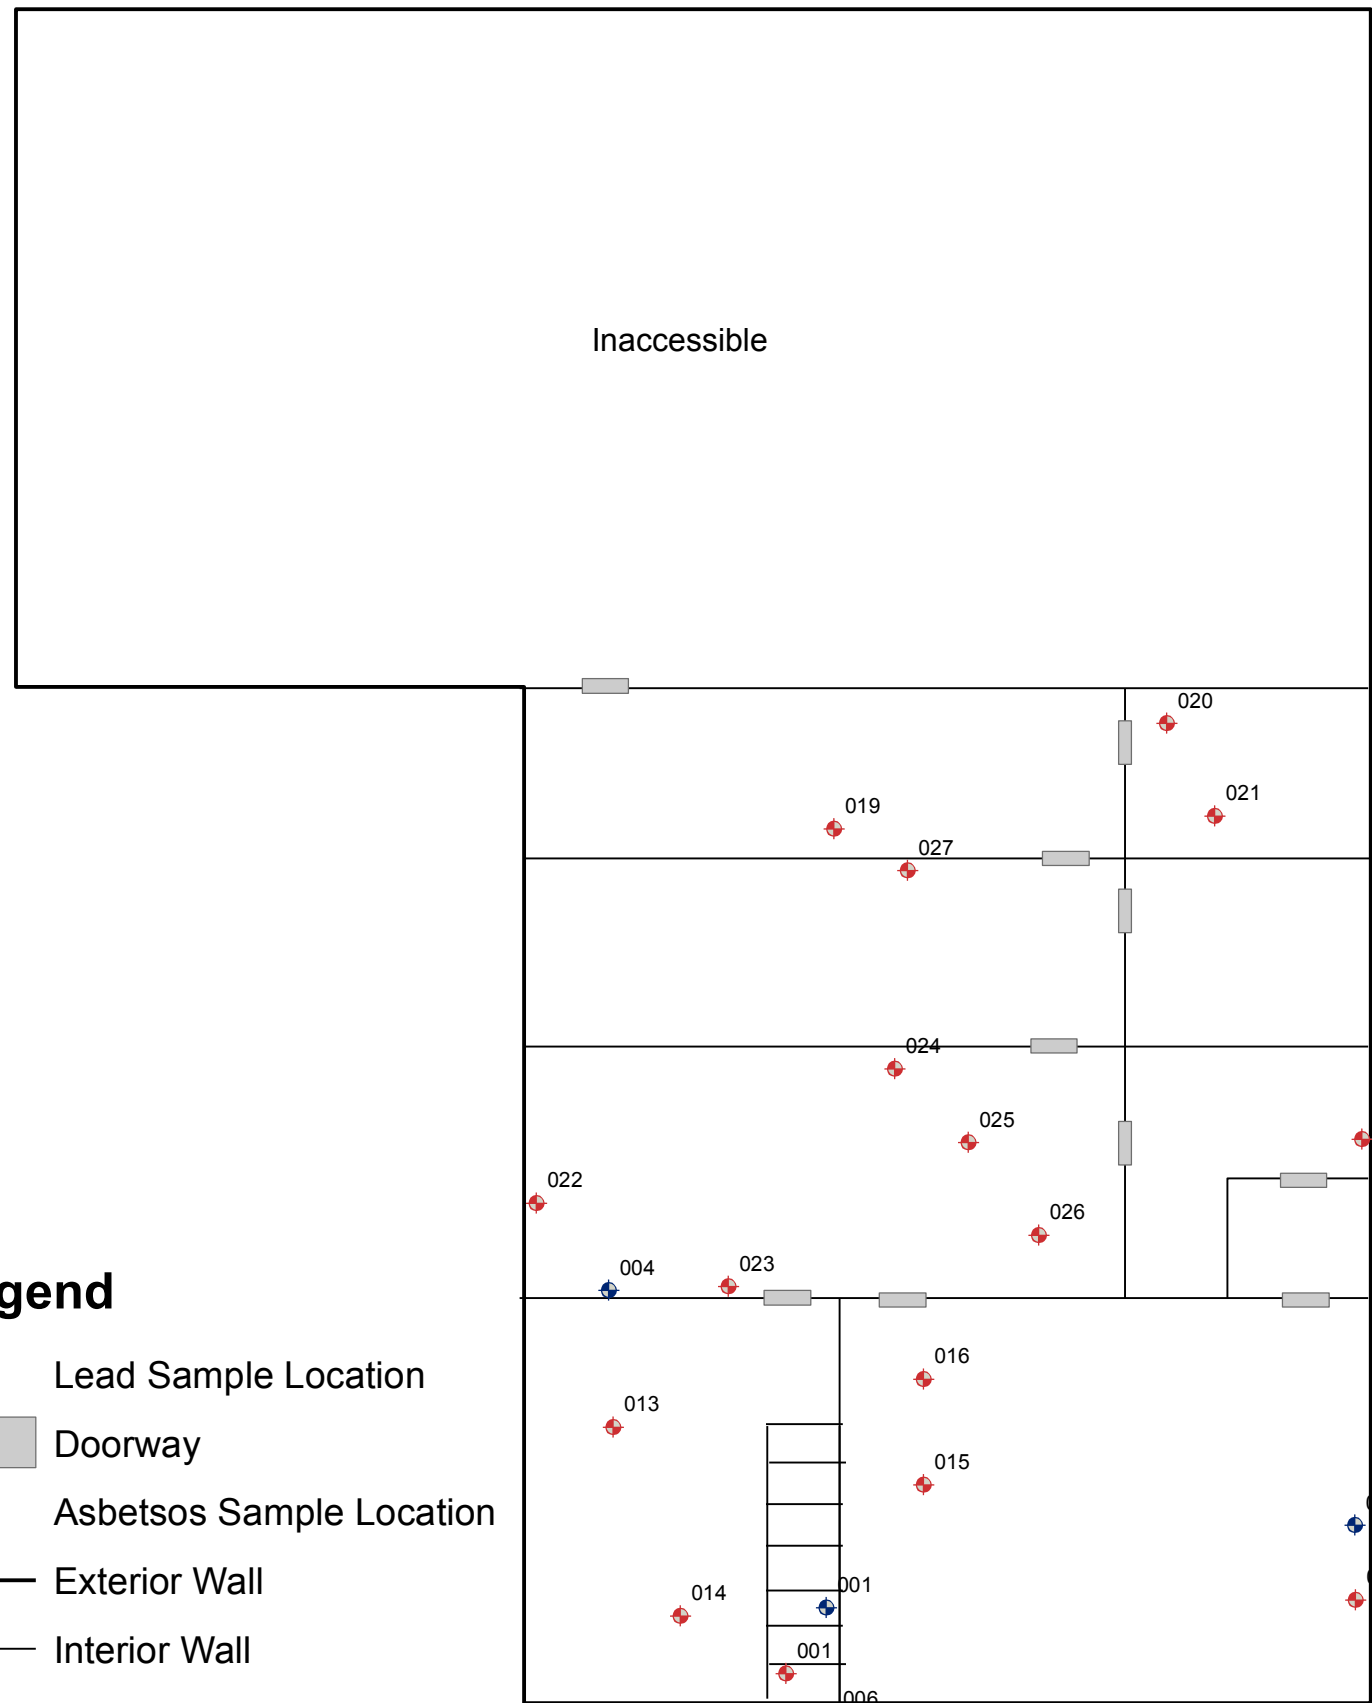 Inaccessible
020
021
019
027
024
025
022
026
004
023
gend
Lead Sample Location
016
013
Doorway
015
Asbetsos Sample Location
Exterior Wall
014
001
001
Interior Wall
006